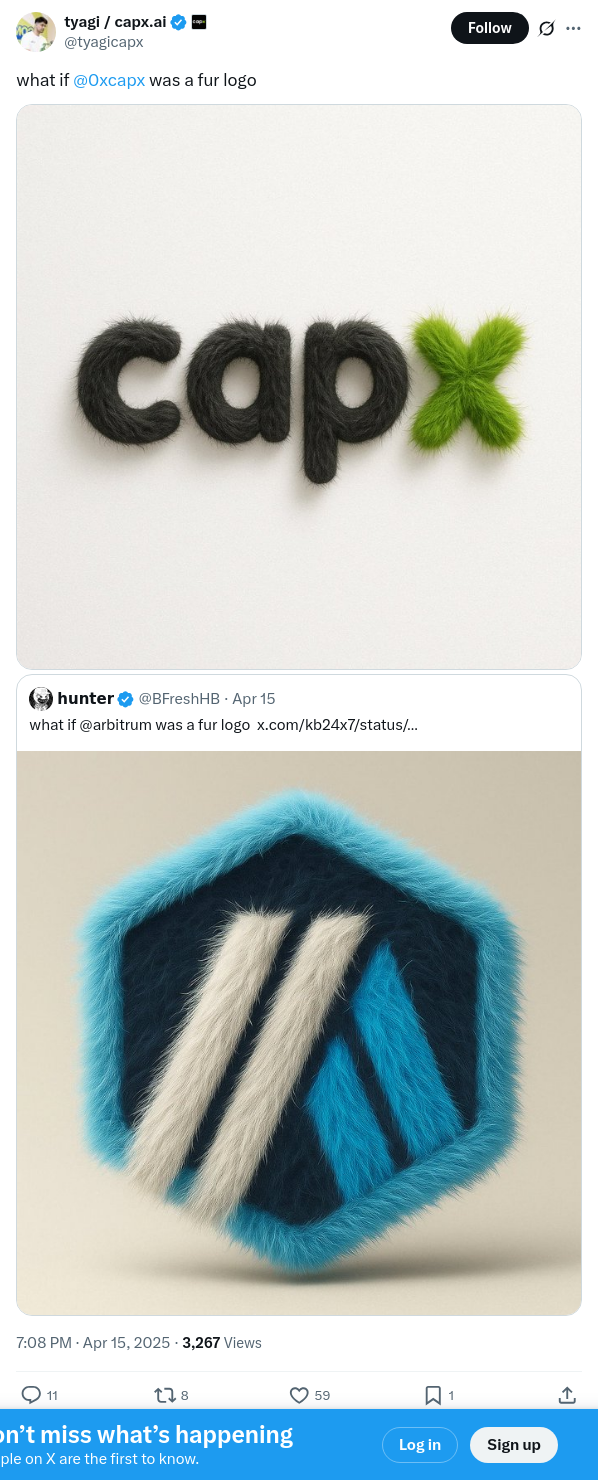 tyagi / capx.ai
Follow
@tyagicapx
what if @0xcapx was a fur logo
capx
hunter @BFreshHB · Apr 15
what if @arbitrum was a fur logo x.com/kb24x7/status/...
7:08 PM · Apr 15, 2025 · 3,267 Views
11 8 59 1
on't miss what's happening
ple on X are the first to know.
Log in
Sign up